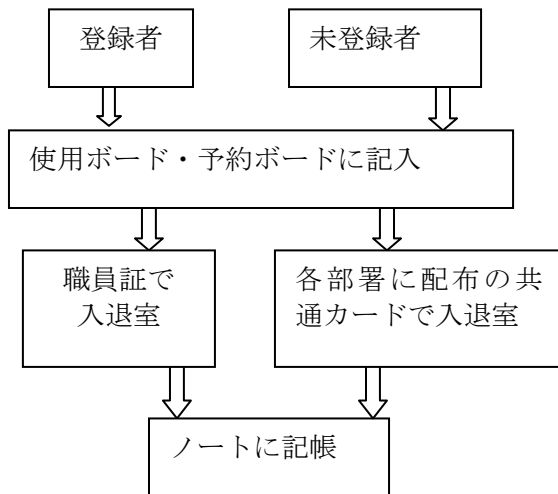 登録者
未登録者
使用ボード・予約ボードに記入
職員証で
入退室
各部署に配布の共
通カードで入退室
ノートに記帳